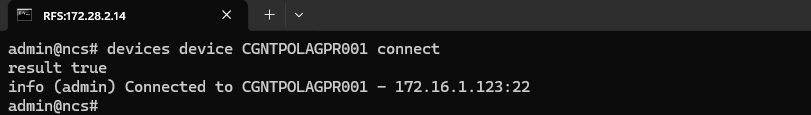 RFS:172.28.2.14
admin@ncs# devices device CGNTPOLAGPR001 connect
result true
info (admin) Connected to CGNTPOLAGPR001 - 172.16.1.123:22
admin@ncs#